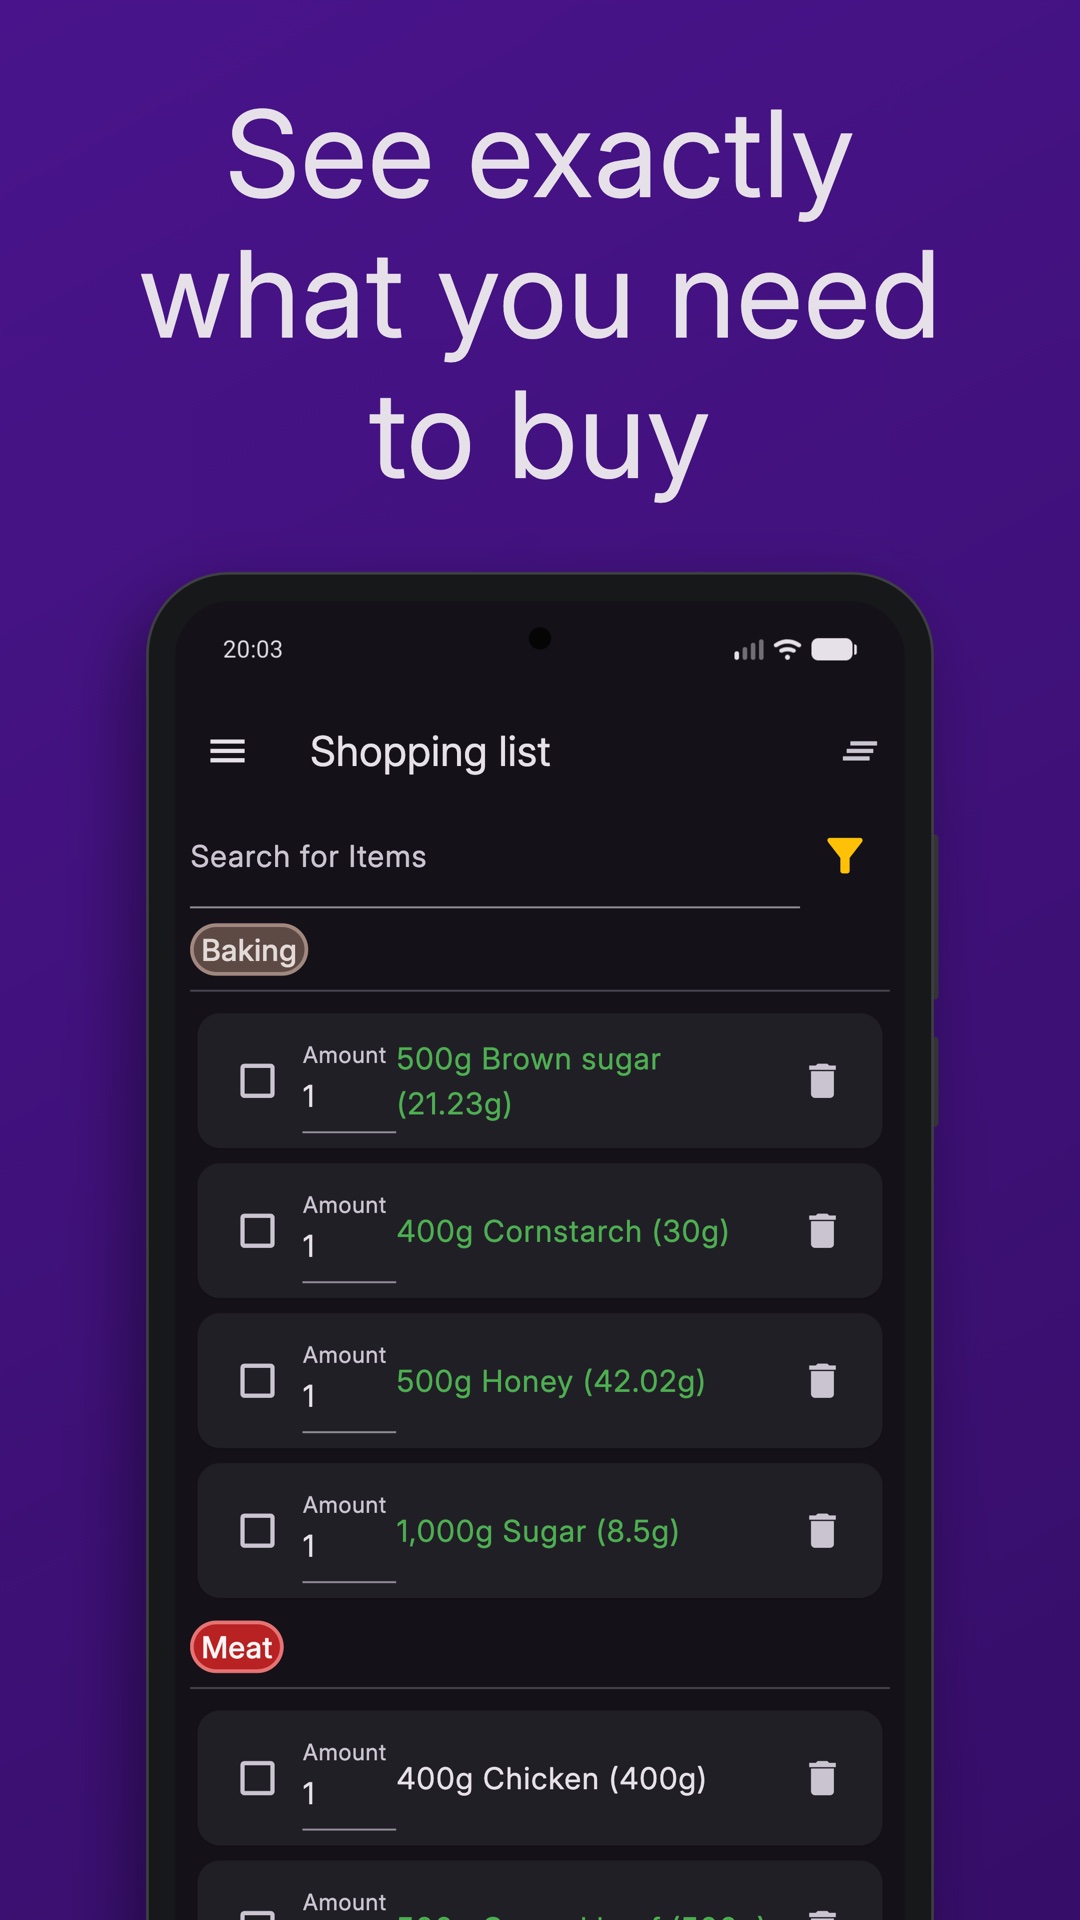 See exactly
what you need
to buy
20:03
Shopping list
Search for Items
Baking
Amount
1
500g Brown sugar
(21.23g)
Amount
1
400g Cornstarch (30g)
Amount
1
500g Honey (42.02g)
Amount
1
1,000g Sugar (8.5g)
Meat
Amount
1
400g Chicken (400g)
Amount